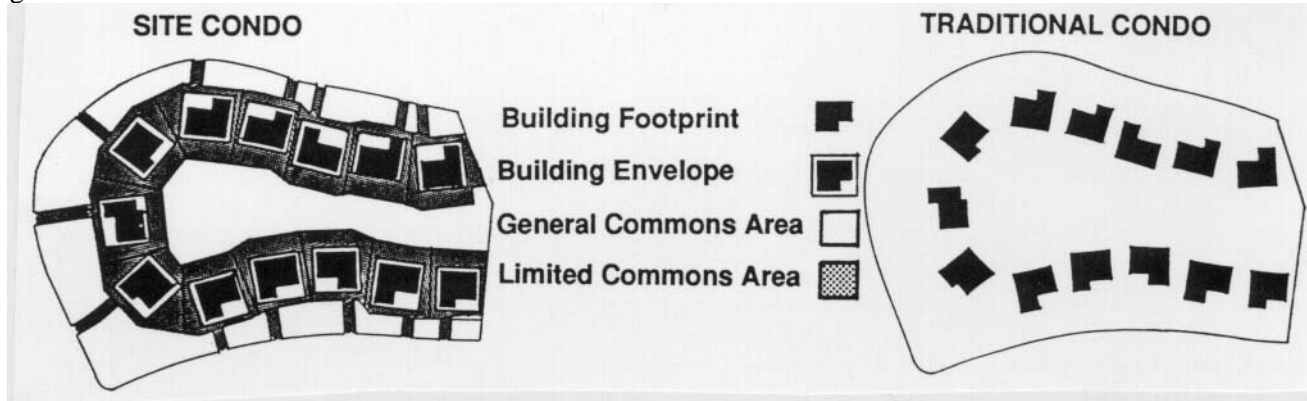 SITE CONDO
TRADITIONAL CONDO
Building Footprint
Building Envelope
General Commons Area
Limited Commons Area